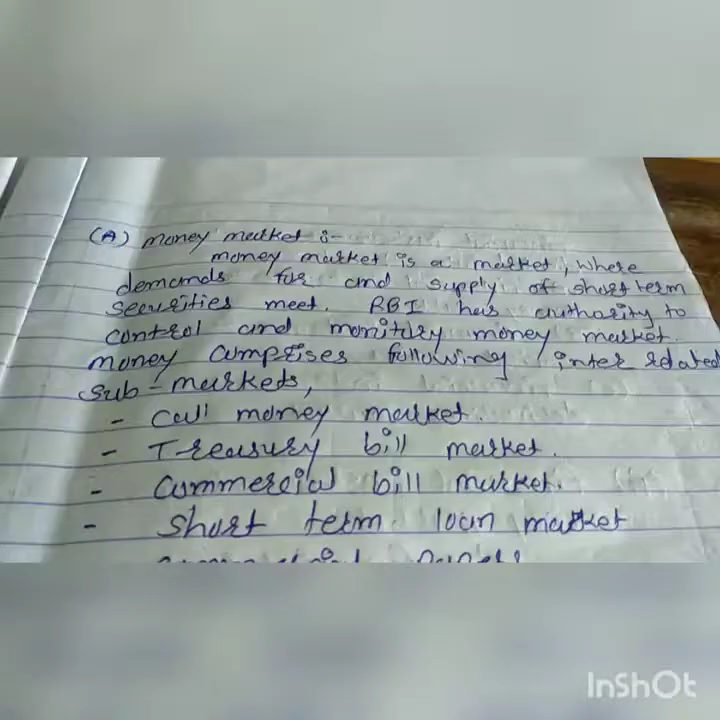 (A) money market :-
money market is a market, where
demands for and supply of short term
securities meet. RBI has authority to
control and monitory money market.
money comprises following inter related
sub-markets,
- Call money market.
- Treasury bill market.
- Commercial bill market.
- Short term loan market
InShOt